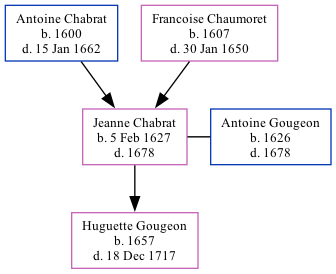 Antoine Chabrat
b. 1600
d. 15 Jan 1662
Francoise Chaumoret
b. 1607
d. 30 Jan 1650
Jeanne Chabrat
b. 5 Feb 1627
d. 1678
Antoine Gougeon
b. 1626
d. 1678
Huguette Gougeon
b. 1657
d. 18 Dec 1717